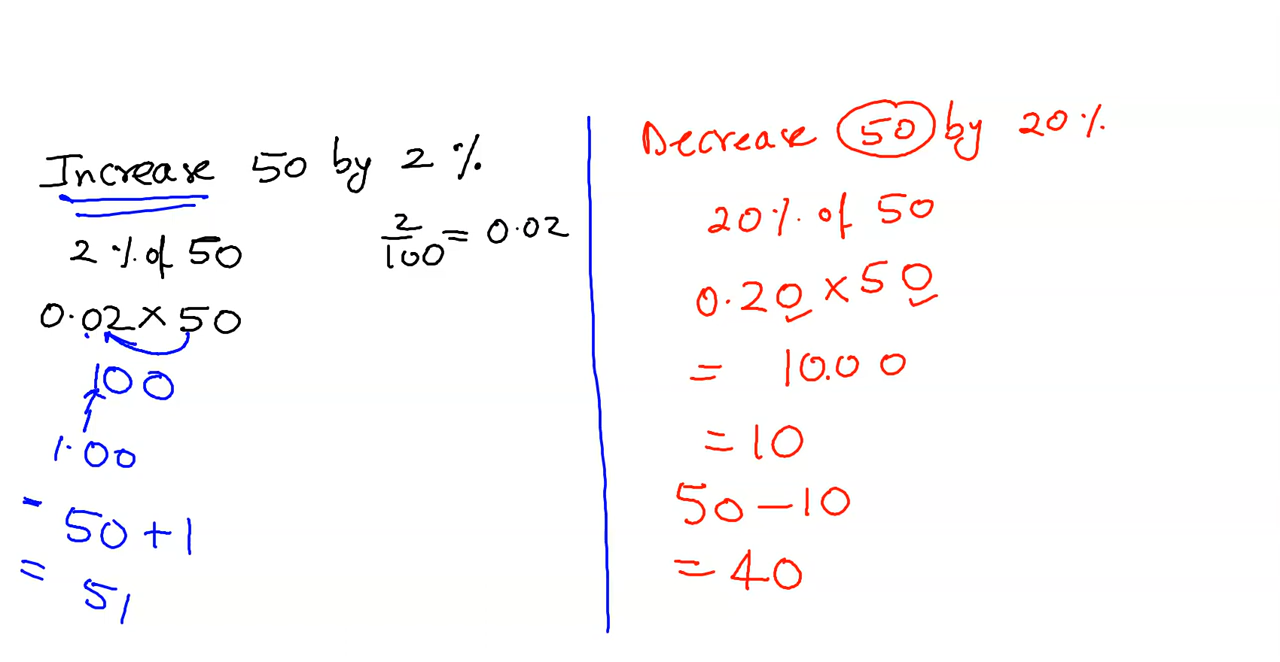 Increase 50 by 2%
2% of 50
2/100 = 0.02
0.02 × 50
100
1.00
- 50 + 1
= 51
Decrease 50 by 20%
20% of 50
0.20 × 50
= 10.00
= 10
50 - 10
= 40